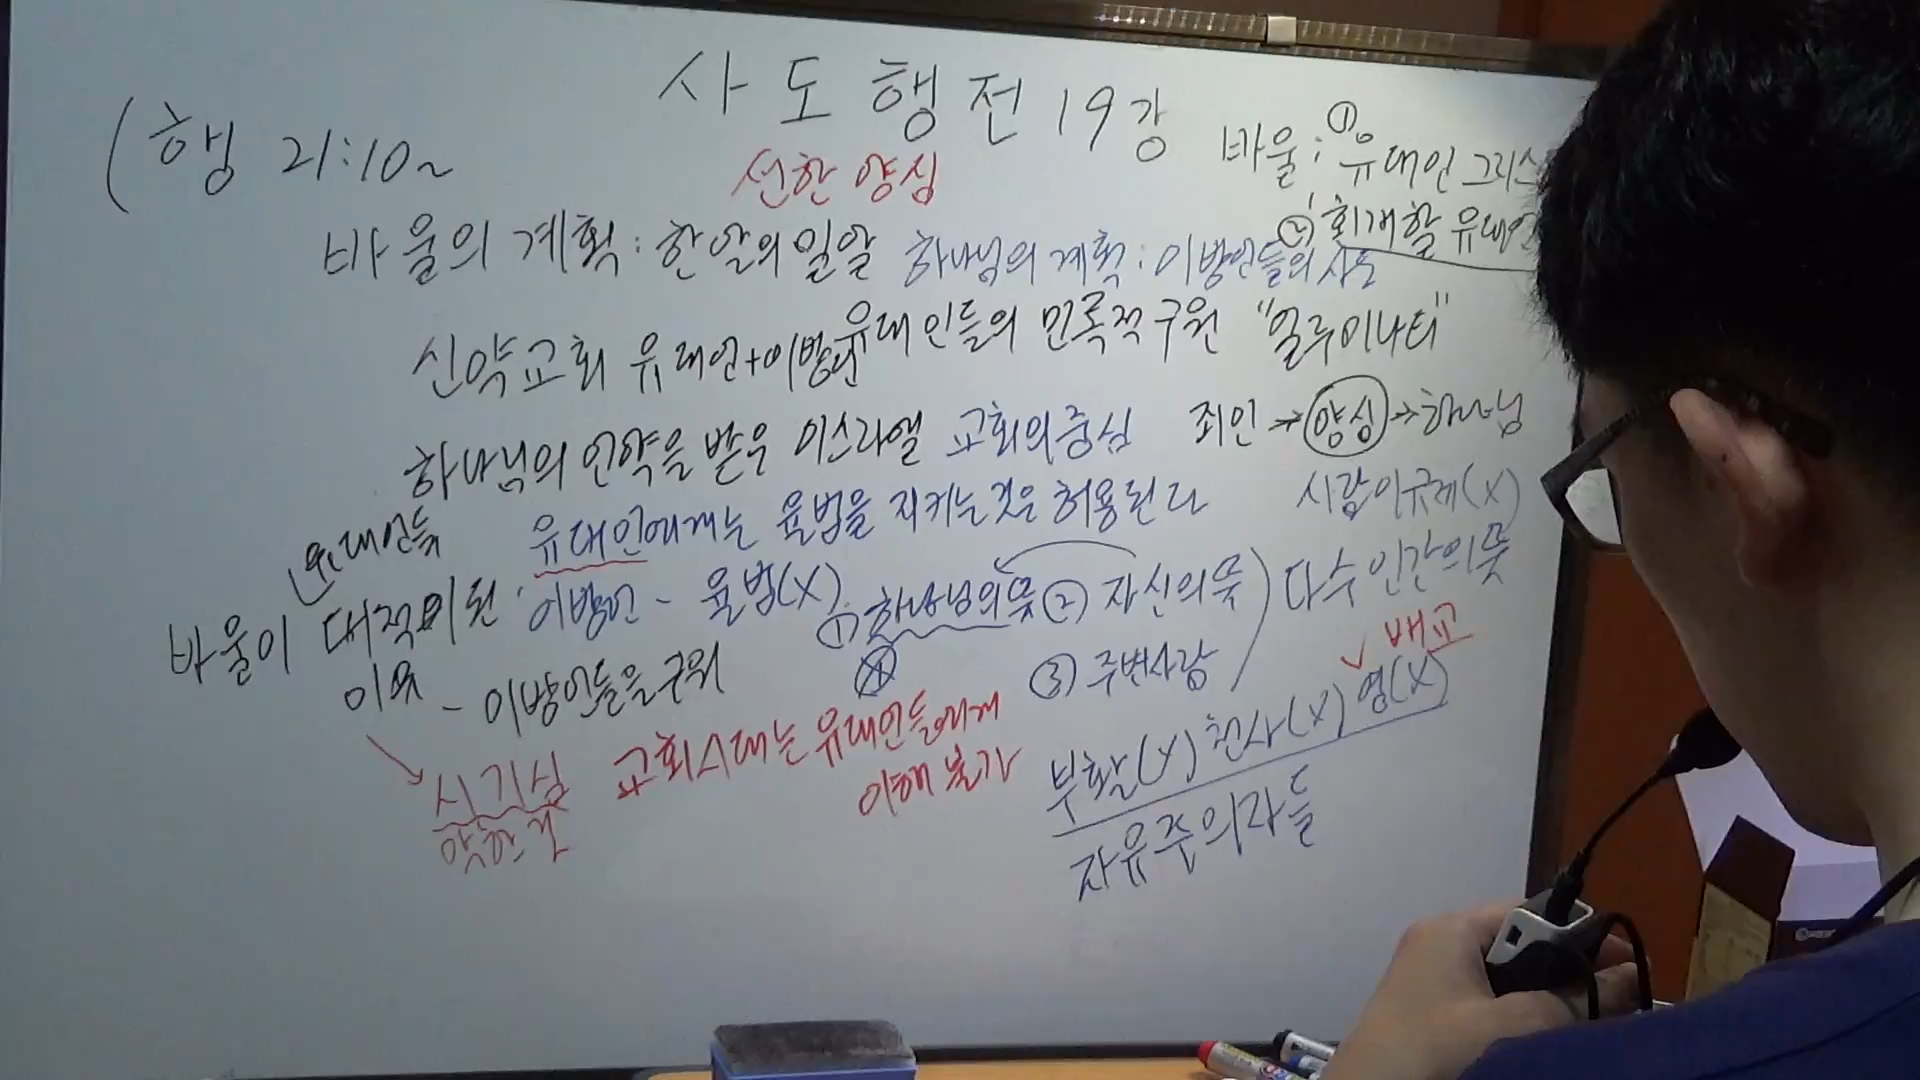 사도행전 19강
(행 21:10~
선한 양심
바울: ① 유대인 그리스
② 회개할 유대인
바울의 계획: 한알의 밀알
하나님의 계획: 이방인들의 사도
신약교회 유대인+이방인
유대인들의 민족적 구원 "일루미나티"
하나님의 언약을 받은 이스라엘 교회의 중심
죄인→양심→하나님
유대인들
유대인에게는 율법을 지키는것은 허용된다
사람이 규례(X)
바울이 대적이 된 이유
이방인 - 율법(X)
① 하나님의 뜻 ② 자신의 뜻
다수 인간의 뜻
- 이방인들을 구원
③ 주변사람
배교
시기심
악한 것
교회시대는 유대인들에게
이해 불가
부활(X) 천사(X) 영(X)
자유주의자들